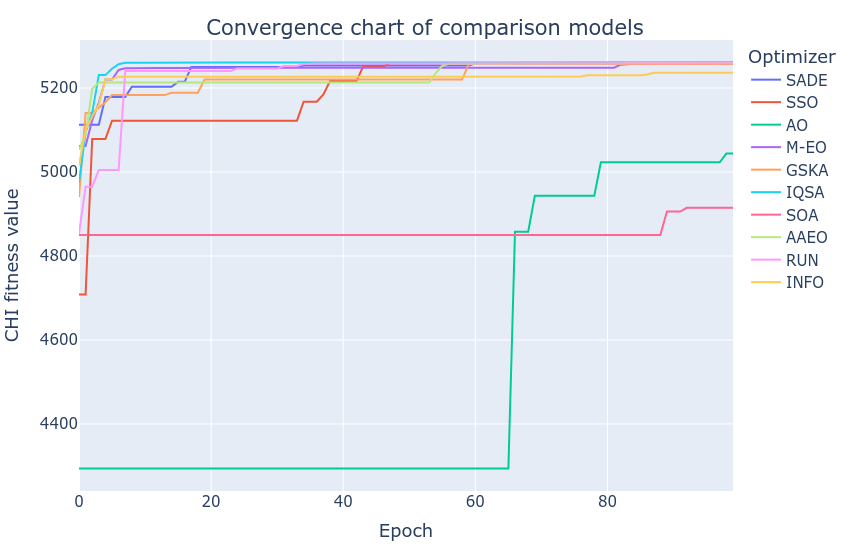 Convergence chart of comparison models
CHI fitness value
5200
5000
4800
4600
4400
0
20
40
60
80
Epoch
Optimizer
SADE
SSO
AO
M-EO
GSKA
IQSA
SOA
AAEO
RUN
INFO